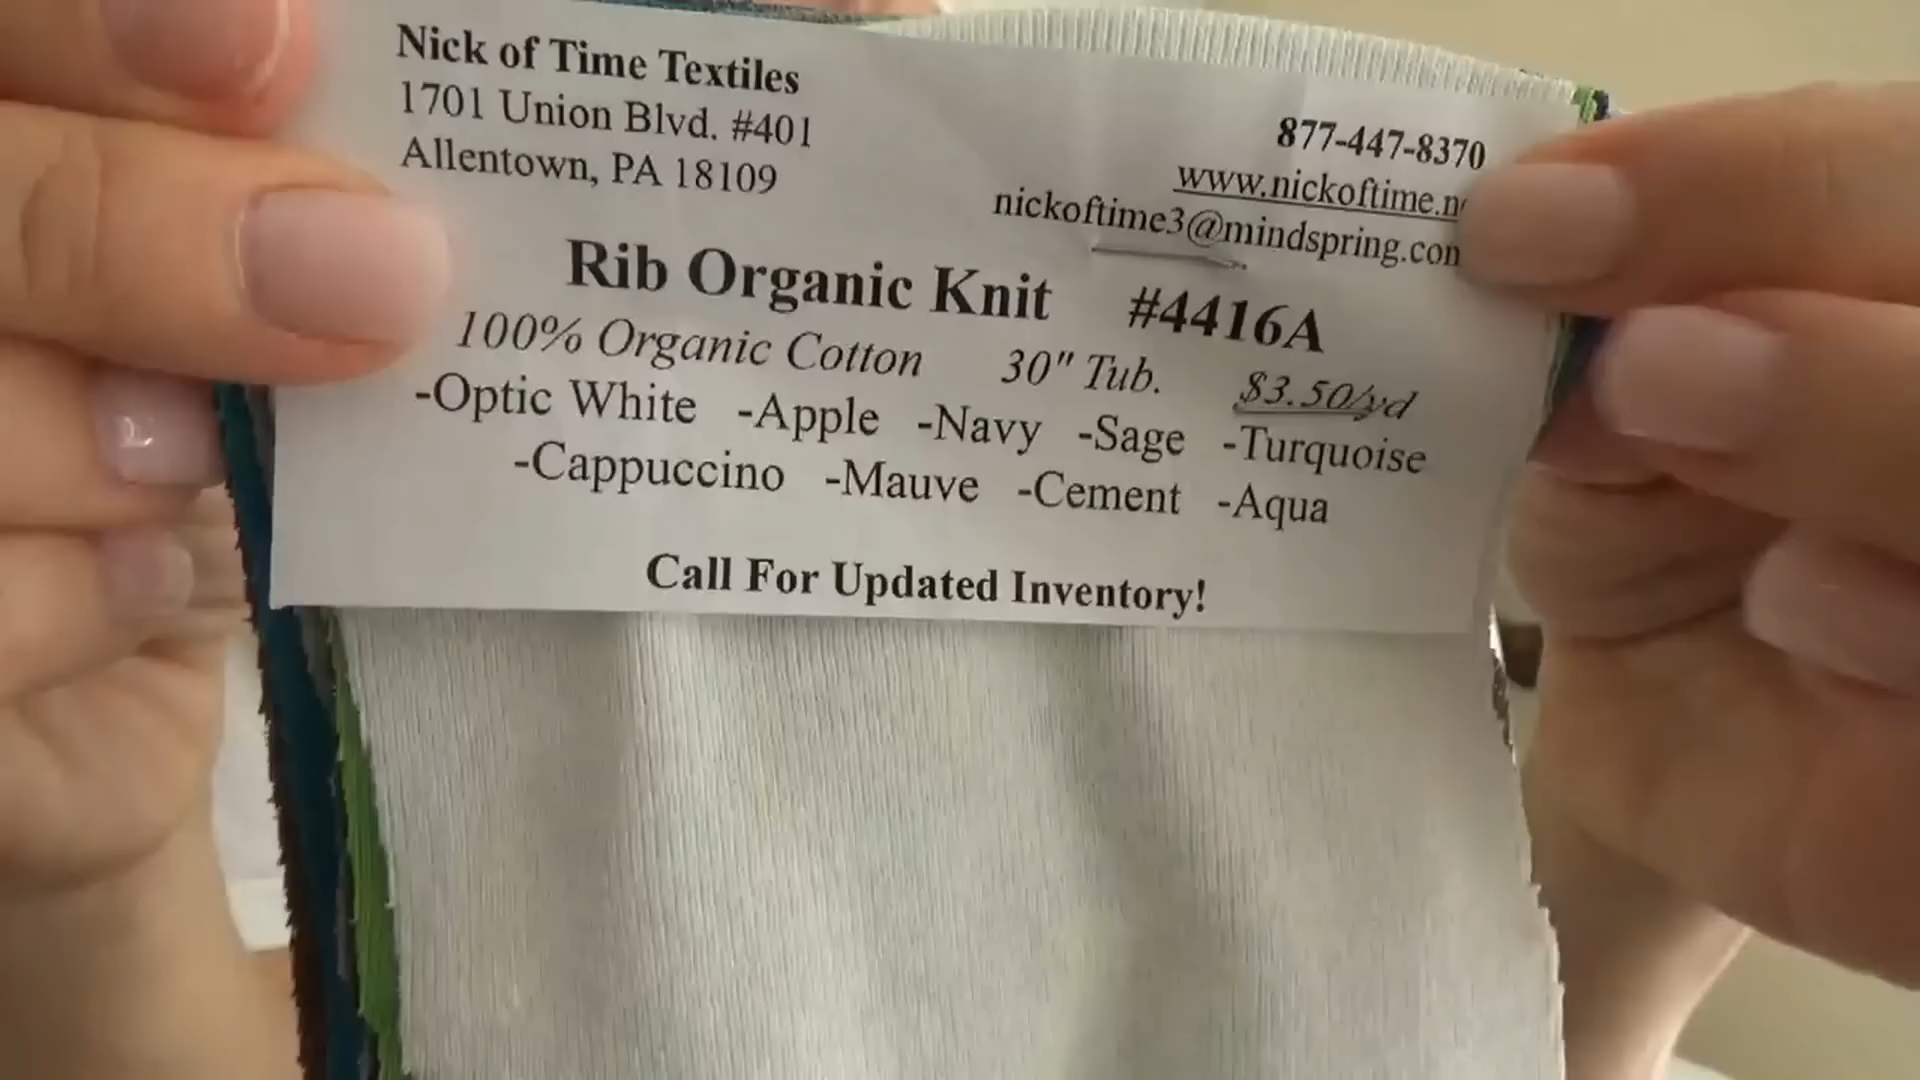 Nick of Time Textiles
1701 Union Blvd. #401
Allentown, PA 18109
877-447-8370
www.nickoftime.n
nickoftime3@mindspring.com
Rib Organic Knit #4416A
100% Organic Cotton 30" Tub. $3.50/yd
-Optic White -Apple -Navy -Sage -Turquoise
-Cappuccino -Mauve -Cement -Aqua
Call For Updated Inventory!